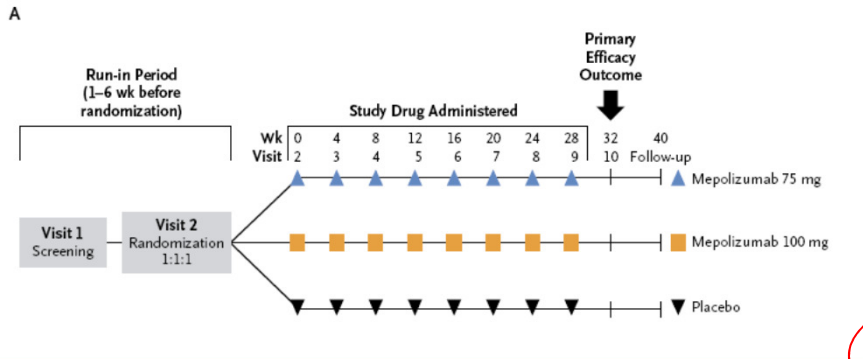 A
Primary
Efficacy
Outcome
Run-in Period
(1–6 wk before
randomization)
Study Drug Administered
Wk 0 4 8 12 16 20 24 28 32 40
Visit 2 3 4 5 6 7 8 9 10 Follow-up
Mepolizumab 75 mg
Visit 1
Screening
Visit 2
Randomization
1:1:1
Mepolizumab 100 mg
Placebo